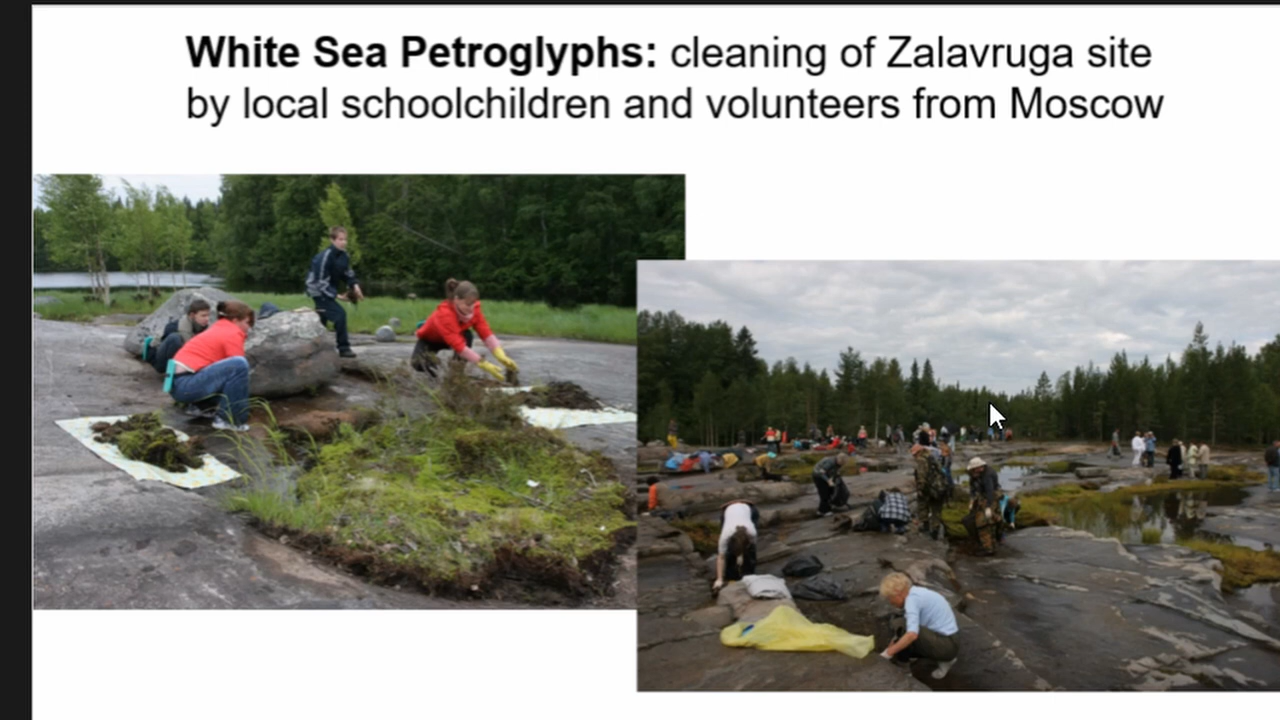 White Sea Petroglyphs: cleaning of Zalavruga site
by local schoolchildren and volunteers from Moscow